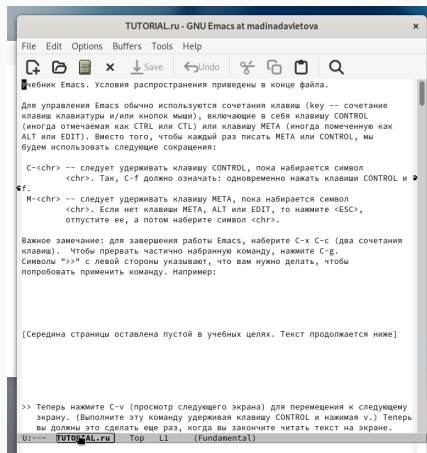 TUTORIAL.ru - GNU Emacs at madinadavletova
File Edit Options Buffers Tools Help
Save Undo
Учебник Emacs. Условия распространения приведены в конце файла.
Для управления Emacs обычно используются сочетания клавиш (key -- сочетание
клавиш клавиатуры и/или кнопок мыши), включающие в себя клавишу CONTROL
(иногда отмечаемая как CTRL или CTL) или клавишу META (иногда помеченную как
ALT или EDIT). Вместо того, чтобы каждый раз писать META или CONTROL, мы
будем использовать следующие сокращения:
C-<chr> -- следует удерживать клавишу CONTROL, пока набирается символ
<chr>. Так, C-f должно означать: одновременно нажать клавиши CONTROL и
f.
M-<chr> -- следует удерживать клавишу META, пока набирается символ
<chr>. Если нет клавиши META, ALT или EDIT, то нажмите <ESC>,
отпустите ее, а потом наберите символ <chr>.
Важное замечание: для завершения работы Emacs, наберите C-x C-c (два сочетания
клавиш). Чтобы прервать частично набранную команду, нажмите C-g.
Символы ">>" с левой стороны указывают, что вам нужно делать, чтобы
попробовать применить команду. Например:
[Середина страницы оставлена пустой в учебных целях. Текст продолжается ниже]
>> Теперь нажмите C-v (просмотр следующего экрана) для перемещения к следующему
экрану. (Выполните эту команду удерживая клавишу CONTROL и нажимая v.) Теперь
вы должны это сделать еще раз, когда вы закончите читать текст на экране.
U:--- TUTORIAL.ru Top L1 (Fundamental)